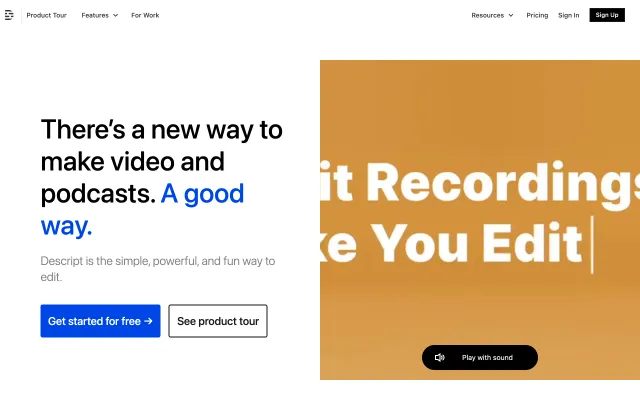 Product Tour Features For Work Resources Pricing Sign In Sign Up
There's a new way to
make video and
podcasts. A good
way.
Descript is the simple, powerful, and fun way to
edit.
Get started for free → See product tour
it Recordings
ke You Edit
Play with sound